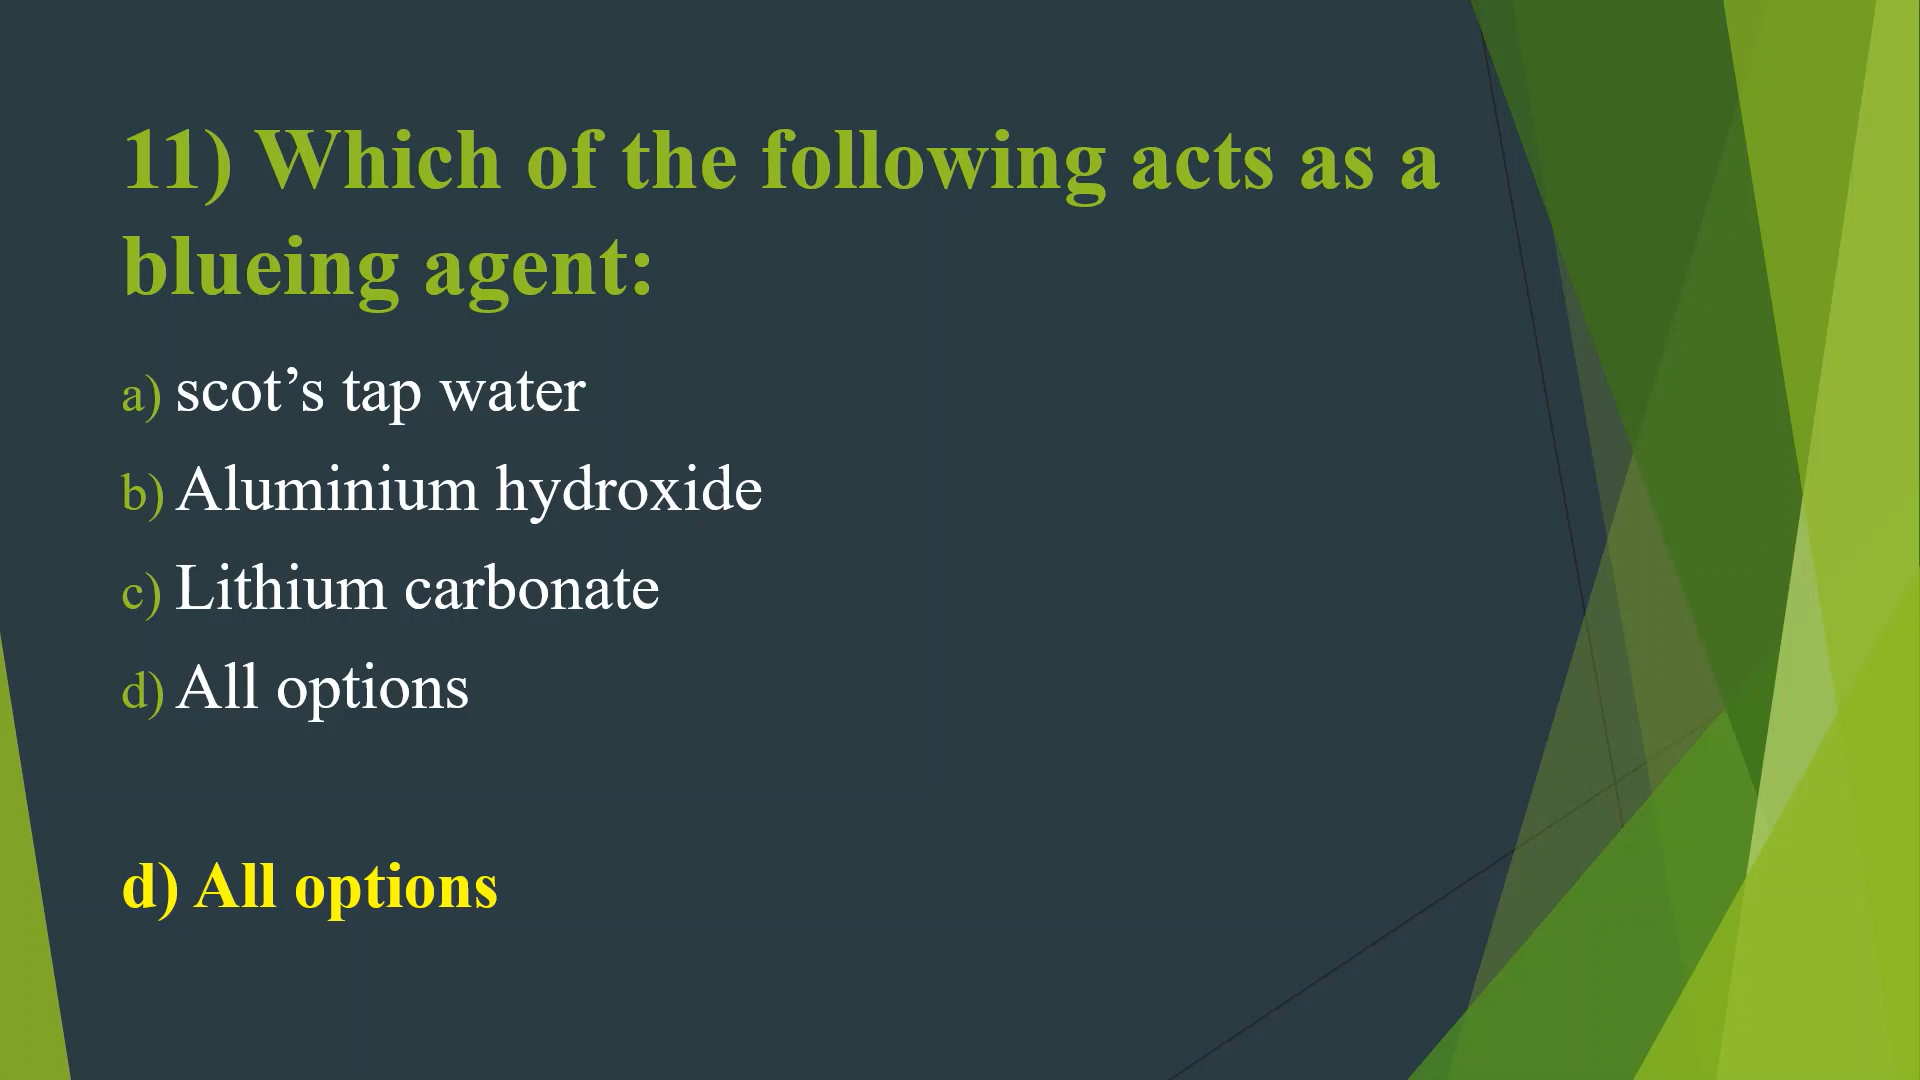 11) Which of the following acts as a
blueing agent:
a) scot’s tap water
b) Aluminium hydroxide
c) Lithium carbonate
d) All options
d) All options